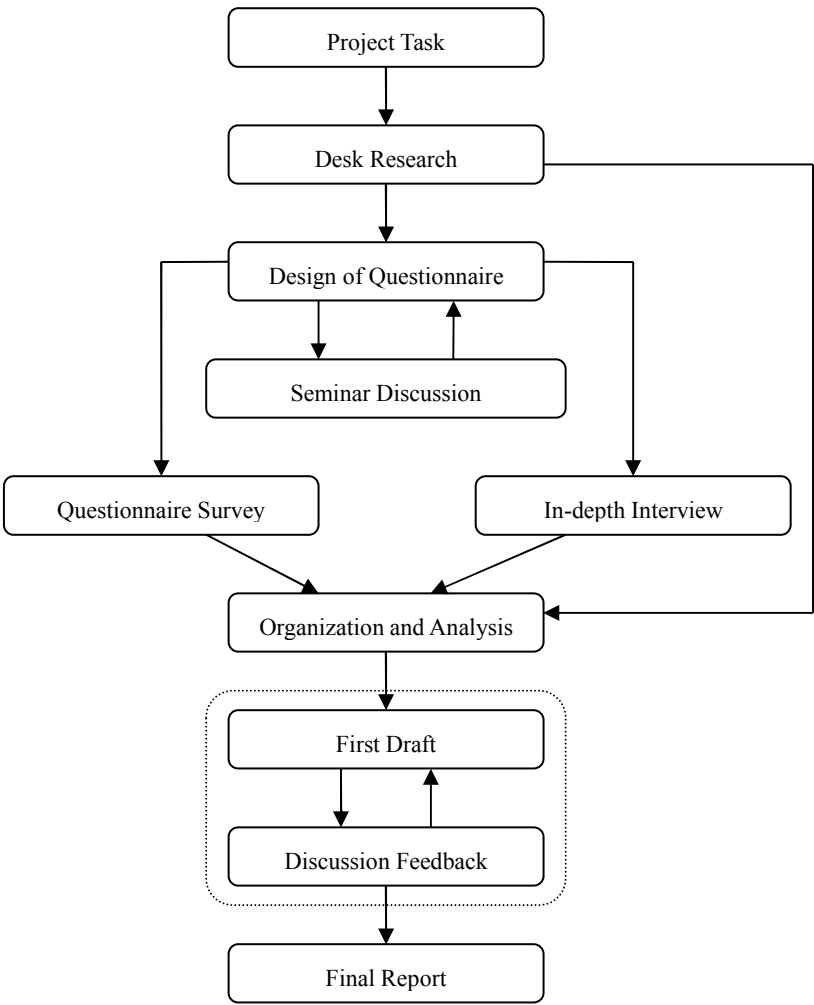 Project Task
Desk Research
Design of Questionnaire
Seminar Discussion
Questionnaire Survey
In-depth Interview
Organization and Analysis
First Draft
Discussion Feedback
Final Report